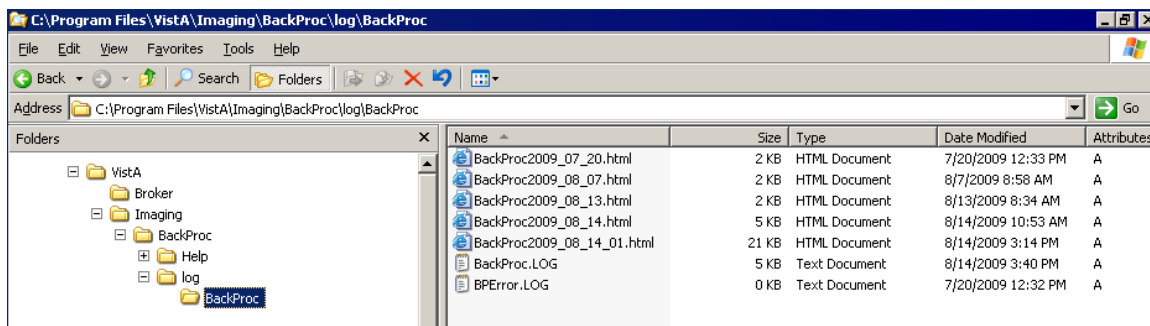 C:\Program Files\VistA\Imaging\BackProc\log\BackProc
File Edit View Favorites Tools Help
Back Search Folders
Address C:\Program Files\VistA\Imaging\BackProc\log\BackProc Go
Folders
VistA
Broker
Imaging
BackProc
Help
log
BackProc
Name Size Type Date Modified Attributes
BackProc2009_07_20.html 2 KB HTML Document 7/20/2009 12:33 PM A
BackProc2009_08_07.html 2 KB HTML Document 8/7/2009 8:58 AM A
BackProc2009_08_13.html 2 KB HTML Document 8/13/2009 8:34 AM A
BackProc2009_08_14.html 5 KB HTML Document 8/14/2009 10:53 AM A
BackProc2009_08_14_01.html 21 KB HTML Document 8/14/2009 3:14 PM A
BackProc.LOG 5 KB Text Document 8/14/2009 3:40 PM A
BPError.LOG 0 KB Text Document 7/20/2009 12:32 PM A